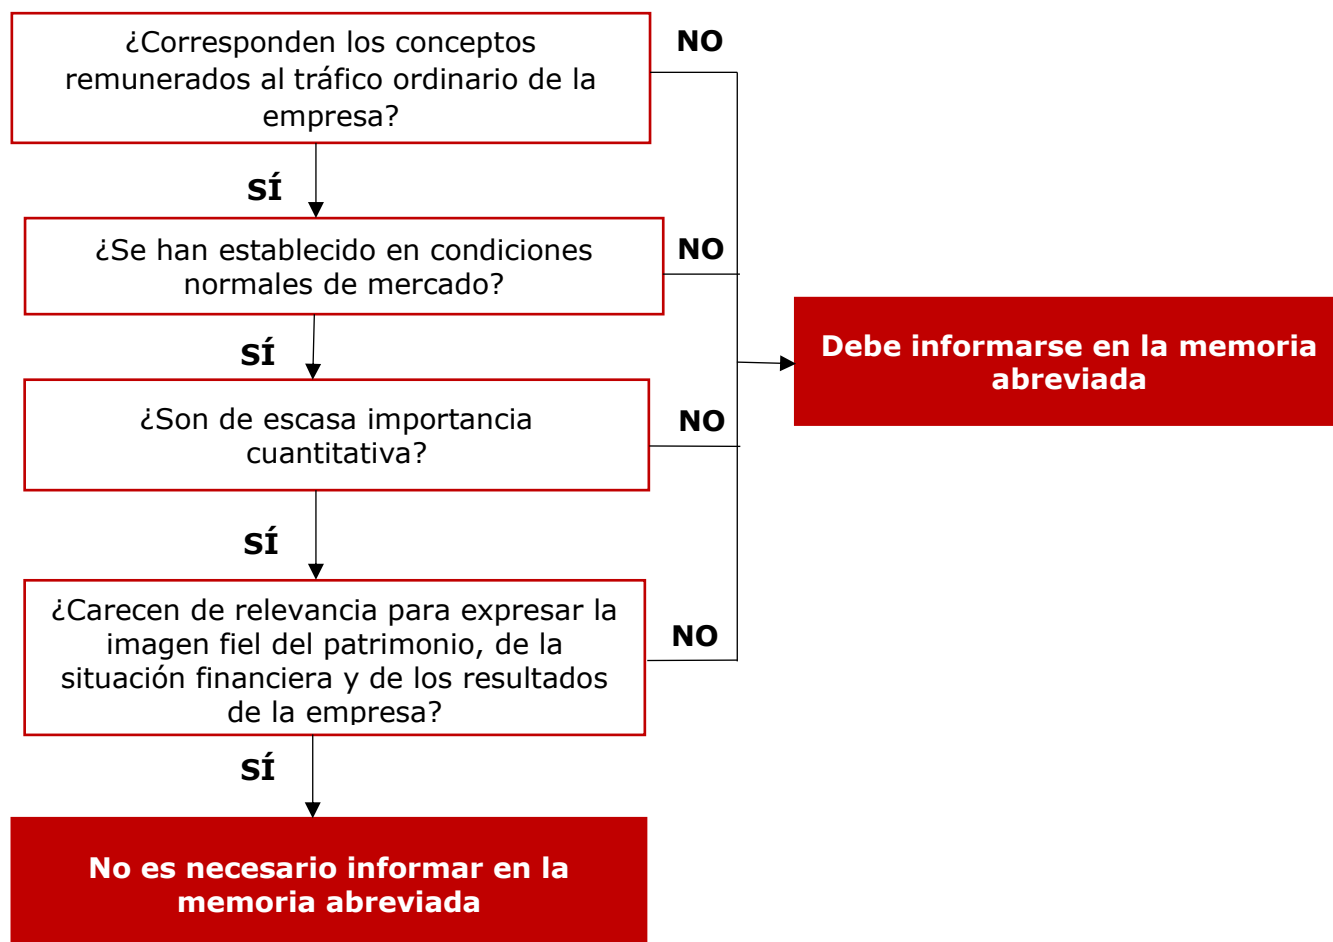 ¿Corresponden los conceptos
remunerados al tráfico ordinario de la
empresa?
NO
SÍ
¿Se han establecido en condiciones
normales de mercado?
NO
Debe informarse en la memoria
abreviada
SÍ
¿Son de escasa importancia
cuantitativa?
NO
SÍ
¿Carecen de relevancia para expresar la
imagen fiel del patrimonio, de la
situación financiera y de los resultados
de la empresa?
NO
SÍ
No es necesario informar en la
memoria abreviada